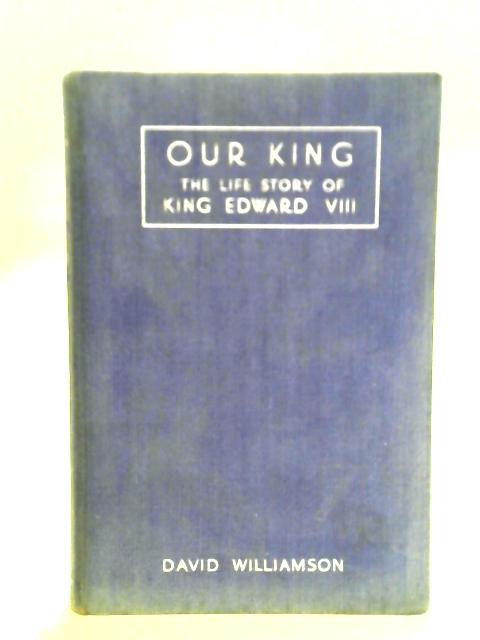 OUR KING
THE LIFE STORY OF
KING EDWARD VIII
DAVID WILLIAMSON